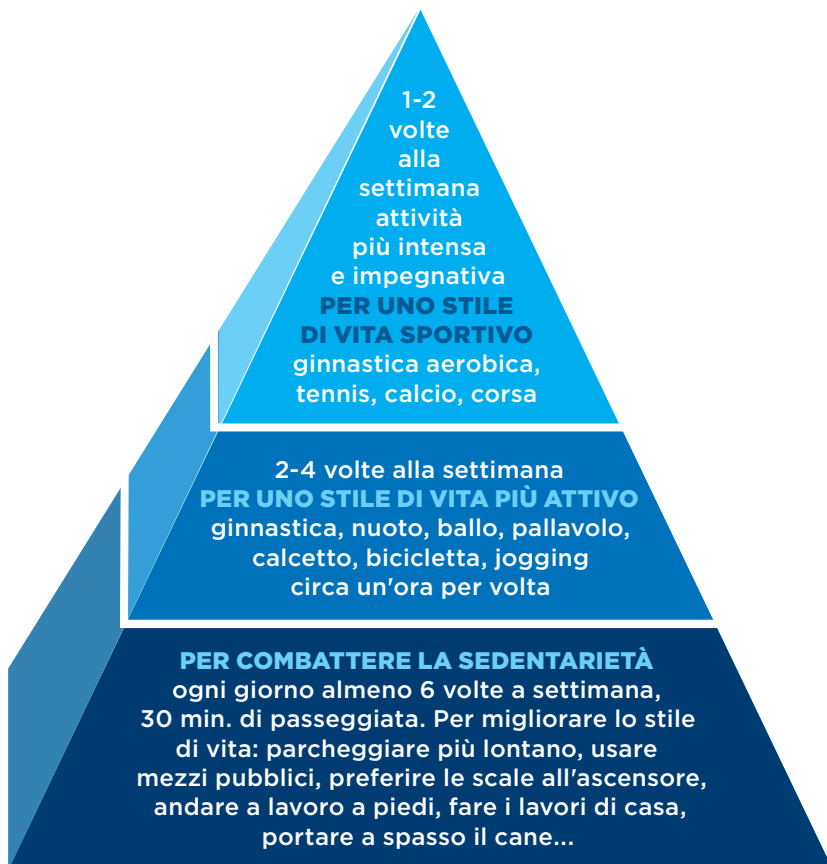 1-2
volte
alla
settimana
attività
più intensa
e impegnativa
PER UNO STILE
DI VITA SPORTIVO
ginnastica aerobica,
tennis, calcio, corsa
2-4 volte alla settimana
PER UNO STILE DI VITA PIÙ ATTIVO
ginnastica, nuoto, ballo, pallavolo,
calcetto, bicicletta, jogging
circa un'ora per volta
PER COMBATTERE LA SEDENTARIETÀ
ogni giorno almeno 6 volte a settimana,
30 min. di passeggiata. Per migliorare lo stile
di vita: parcheggiare più lontano, usare
mezzi pubblici, preferire le scale all'ascensore,
andare a lavoro a piedi, fare i lavori di casa,
portare a spasso il cane...